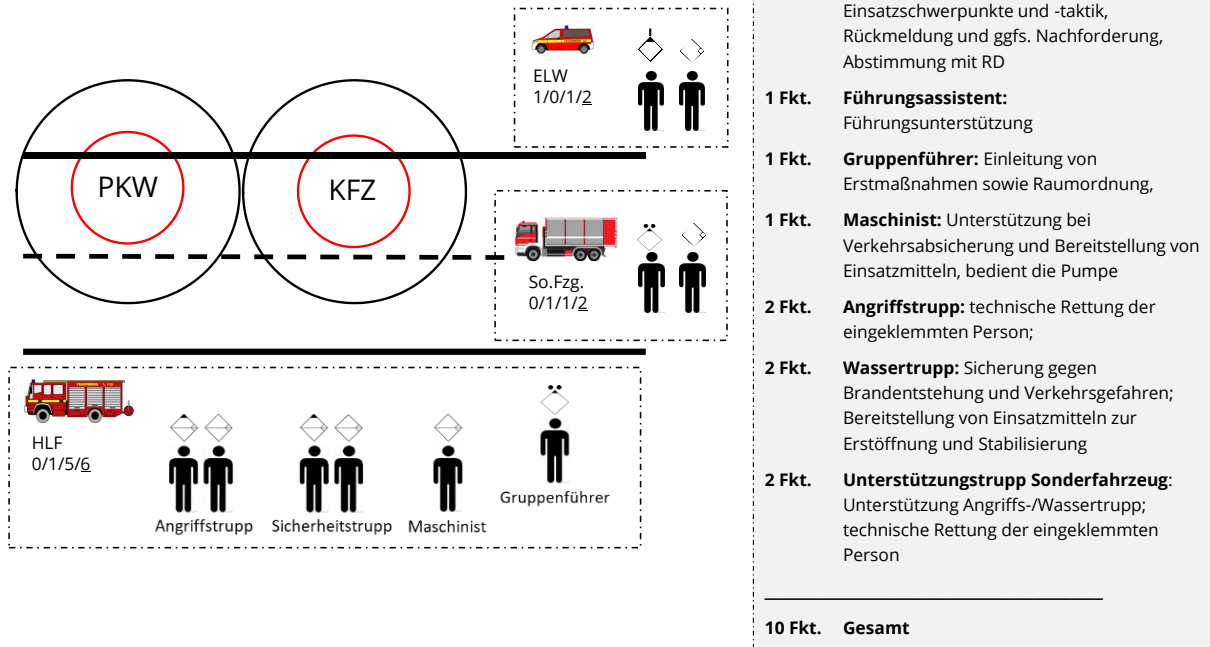 ELW
1/0/1/2
PKW
KFZ
So.Fzg.
0/1/1/2
HLF
0/1/5/6
Angriffstrupp
Sicherheitstrupp
Maschinist
Gruppenführer
Einsatzschwerpunkte und -taktik,
Rückmeldung und ggfs. Nachforderung,
Abstimmung mit RD
1 Fkt. Führungsassistent:
Führungsunterstützung
1 Fkt. Gruppenführer: Einleitung von
Erstmaßnahmen sowie Raumordnung,
1 Fkt. Maschinist: Unterstützung bei
Verkehrsabsicherung und Bereitstellung von
Einsatzmitteln, bedient die Pumpe
2 Fkt. Angriffstrupp: technische Rettung der
eingeklemmten Person;
2 Fkt. Wassertrupp: Sicherung gegen
Brandentstehung und Verkehrsgefahren;
Bereitstellung von Einsatzmitteln zur
Erstöffnung und Stabilisierung
2 Fkt. Unterstützungstrupp Sonderfahrzeug:
Unterstützung Angriffs-/Wassertrupp;
technische Rettung der eingeklemmten
Person
10 Fkt. Gesamt